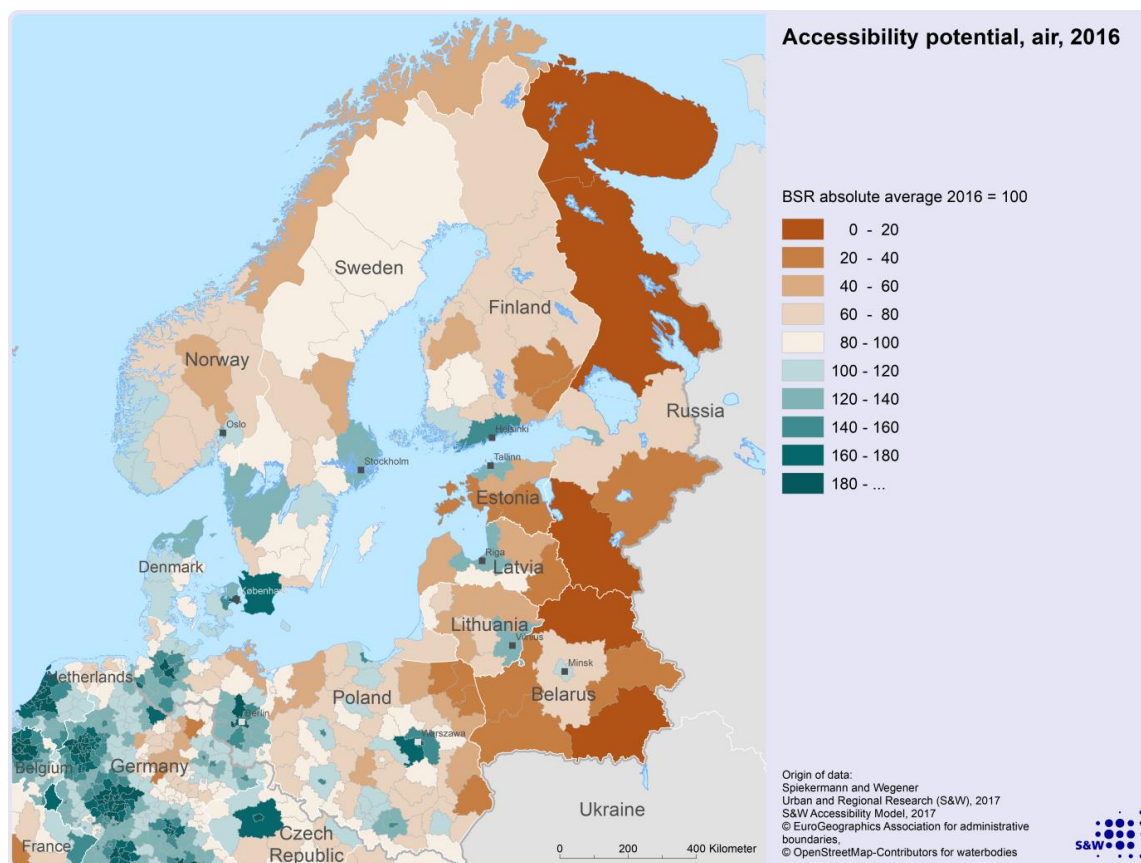 Accessibility potential, air, 2016
BSR absolute average 2016 = 100
0 - 20
20 - 40
40 - 60
60 - 80
80 - 100
100 - 120
120 - 140
140 - 160
160 - 180
180 - ...
Sweden
Finland
Norway
Oslo
Stockholm
Helsinki
Russia
Tallinn
Estonia
Riga
Latvia
Denmark
Københa
Lithuania
Vilnius
Minsk
Belarus
Netherlands
Poland
Berlin
Warszawa
Belgium
Germany
Ukraine
Czech
Republic
France
0 200 400 Kilometer
Origin of data:
Spiekermann and Wegener
Urban and Regional Research (S&W), 2017
S&W Accessibility Model, 2017
© EuroGeographics Association for administrative
boundaries,
© OpenStreetMap-Contributors for waterbodies
S&W